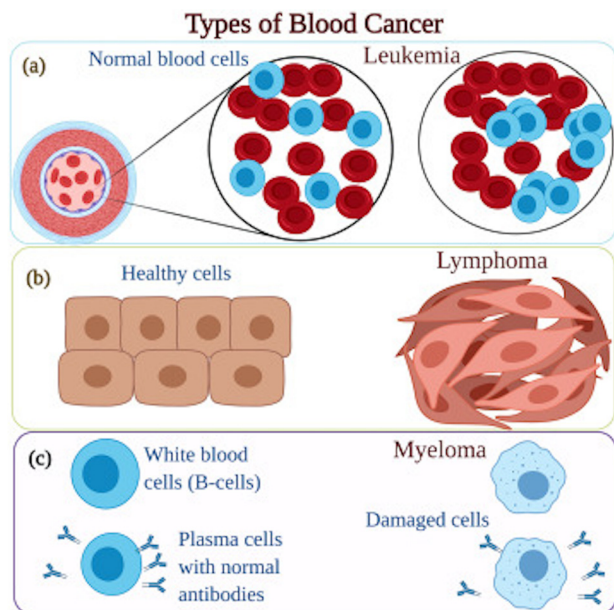 Types of Blood Cancer
(a)
Normal blood cells
Leukemia
(b)
Healthy cells
Lymphoma
(c)
White blood
cells (B-cells)
Myeloma
Damaged cells
Plasma cells
with normal
antibodies